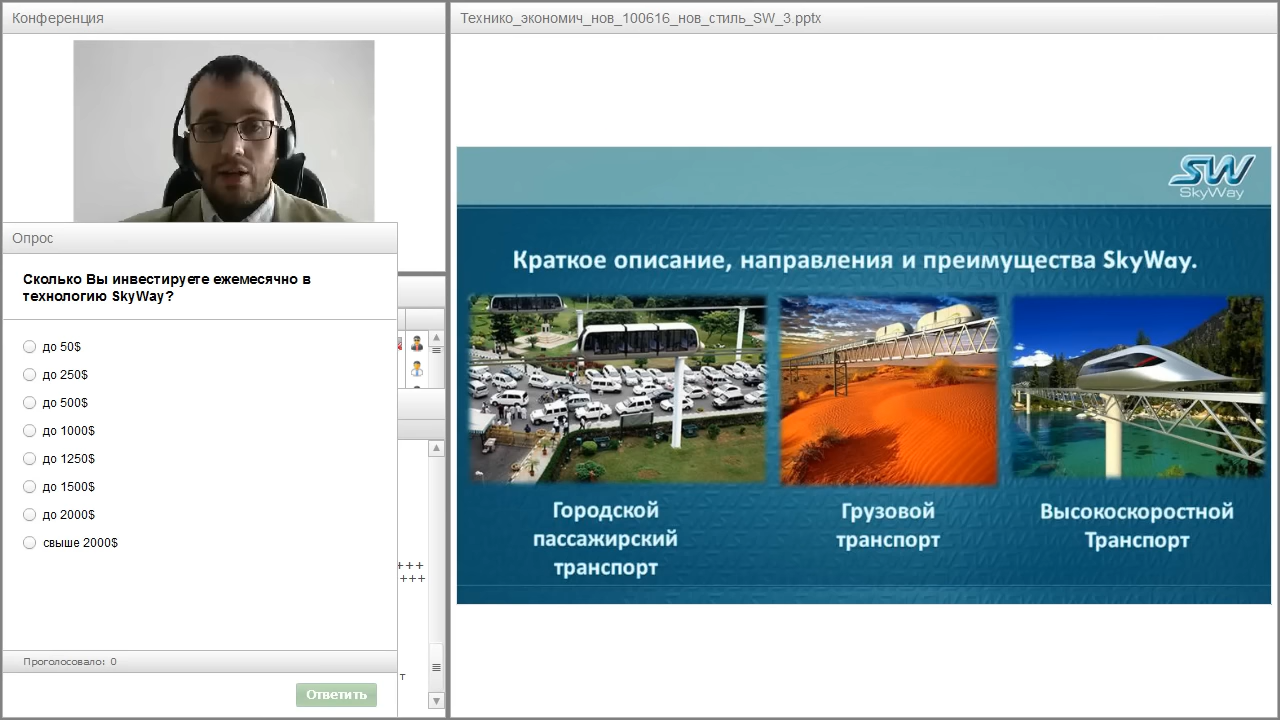 Конференция
Технико_экономич_нов_100616_нов_стиль_SW_3.pptx
Опрос
Сколько Вы инвестируете ежемесячно в
технологию SkyWay?
до 50$
до 250$
до 500$
до 1000$
до 1250$
до 1500$
до 2000$
свыше 2000$
Проголосовало: 0
Ответить
+++
+++
т
SW
SkyWay
Краткое описание, направления и преимущества SkyWay.
Городской
пассажирский
транспорт
Грузовой
транспорт
Высокоскоростной
Транспорт